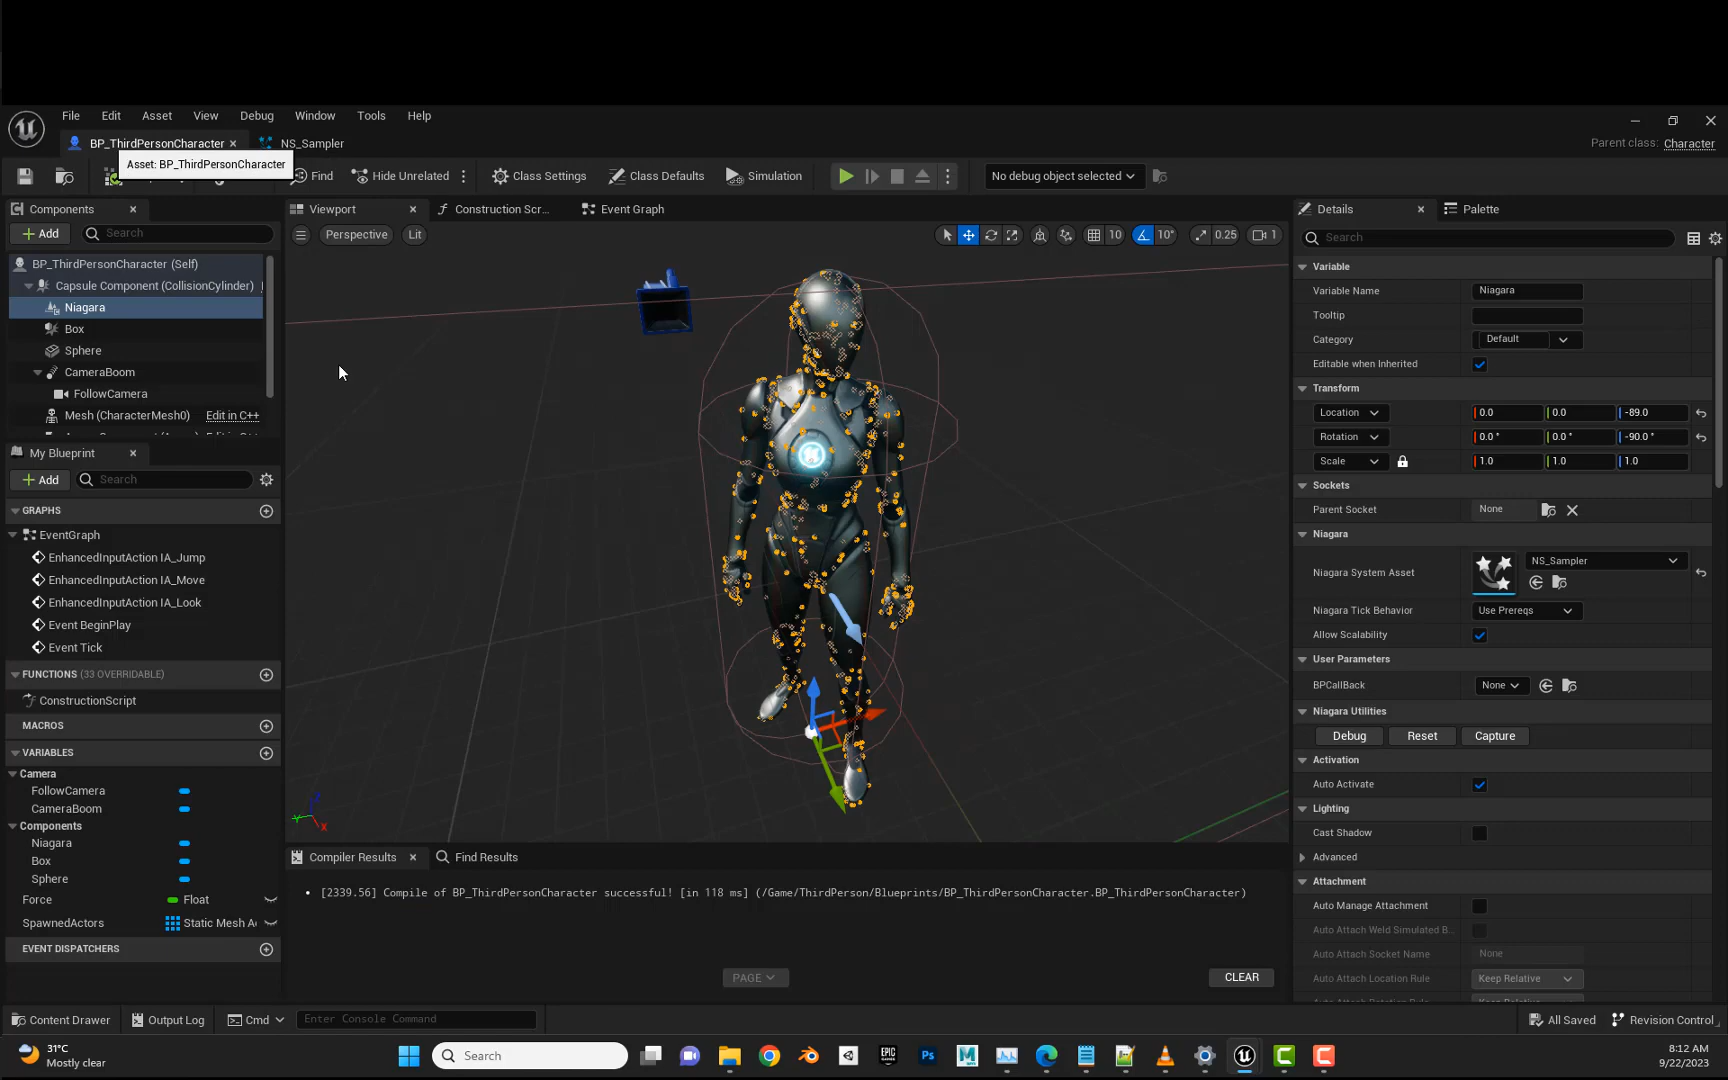 File Edit Asset View Debug Window Tools Help
BP_ThirdPersonCharacter NS_Sampler Parent class: Character
Asset: BP_ThirdPersonCharacter
Find Hide Unrelated Class Settings Class Defaults Simulation No debug object selected
Components
Add Search
BP_ThirdPersonCharacter (Self)
Capsule Component (CollisionCylinder)
Niagara
Box
Sphere
CameraBoom
FollowCamera
Mesh (CharacterMesh0) Edit in C++
My Blueprint
Add Search
GRAPHS
EventGraph
EnhancedInputAction IA_Jump
EnhancedInputAction IA_Move
EnhancedInputAction IA_Look
Event BeginPlay
Event Tick
FUNCTIONS (33 OVERRIDABLE)
ConstructionScript
MACROS
VARIABLES
Camera
FollowCamera
CameraBoom
Components
Niagara
Box
Sphere
Force Float
SpawnedActors Static Mesh A
EVENT DISPATCHERS
Viewport Construction Scr... Event Graph
Perspective Lit 10 10° 0.25 1
Z Y X
Compiler Results Find Results
[2339.56] Compile of BP_ThirdPersonCharacter successful! [in 118 ms] (/Game/ThirdPerson/Blueprints/BP_ThirdPersonCharacter.BP_ThirdPersonCharacter)
PAGE CLEAR
Details Palette
Search
Variable
Variable Name Niagara
Tooltip
Category Default
Editable when Inherited
Transform
Location 0.0 0.0 -89.0
Rotation 0.0 ° 0.0 ° -90.0 °
Scale 1.0 1.0 1.0
Sockets
Parent Socket None
Niagara
Niagara System Asset NS_Sampler
Niagara Tick Behavior Use Prereqs
Allow Scalability
User Parameters
BPCallBack None
Niagara Utilities
Debug Reset Capture
Activation
Auto Activate
Lighting
Cast Shadow
Advanced
Attachment
Auto Manage Attachment
Auto Attach Weld Simulated B...
Auto Attach Socket Name None
Auto Attach Location Rule Keep Relative
Content Drawer Output Log Cmd Enter Console Command All Saved Revision Control
31°C
Mostly clear
Search
EPIC GAMES Ps M
8:12 AM
9/22/2023